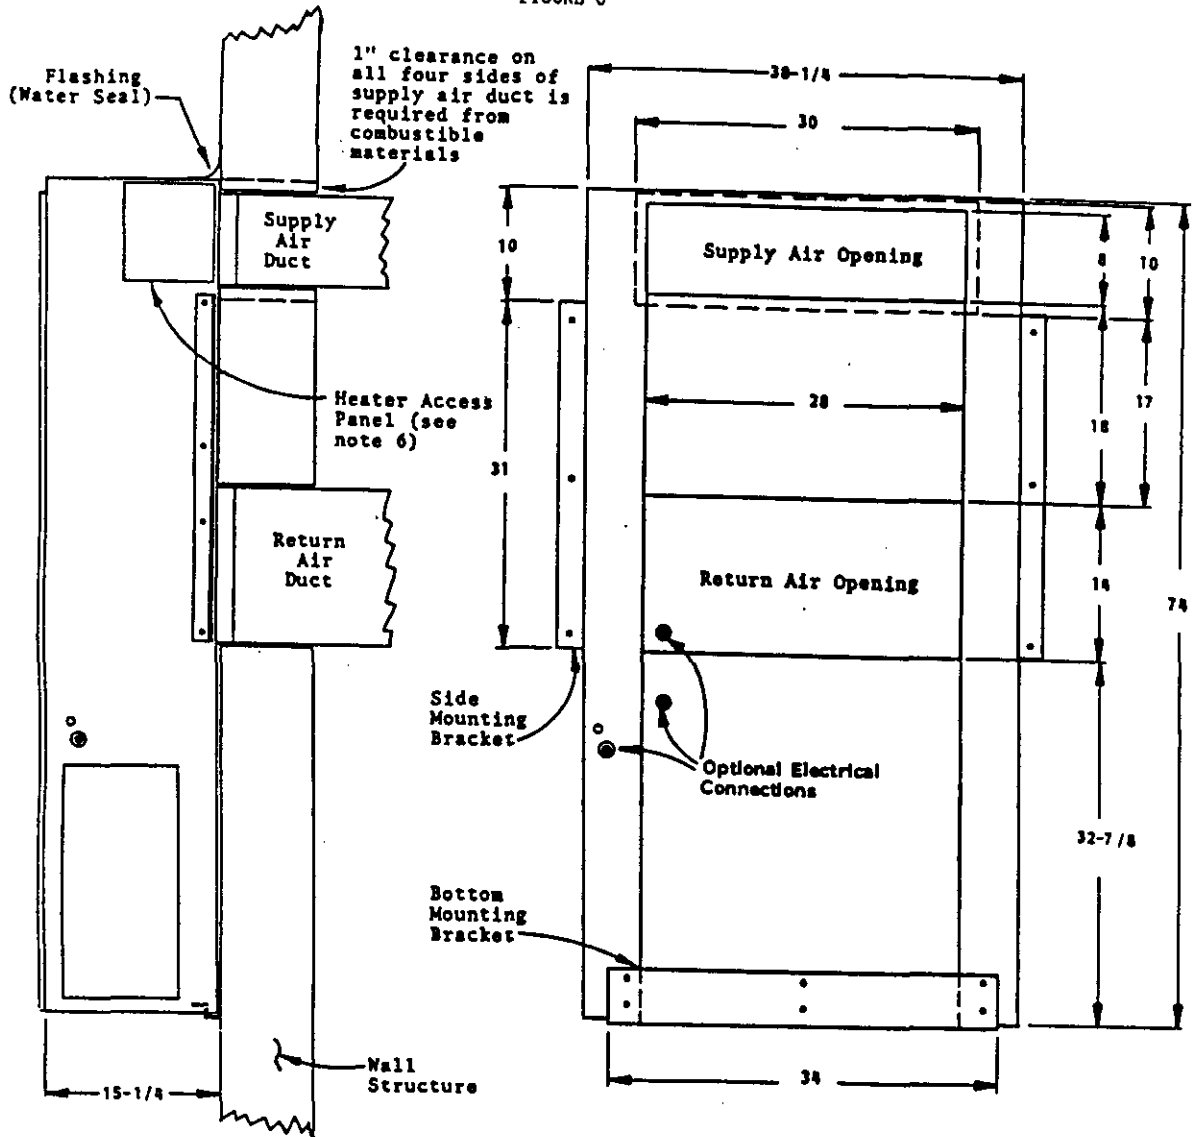 Flashing
(Water Seal)
1" clearance on
all four sides of
supply air duct is
required from
combustible
materials
Supply
Air
Duct
Heater Access
Panel (see
note 6)
Return
Air
Duct
Wall
Structure
15-1/4
38-1/4
30
10
Supply Air Opening
8
10
31
28
18
17
Return Air Opening
14
74
Side
Mounting
Bracket
Optional Electrical
Connections
32-7/8
Bottom
Mounting
Bracket
34